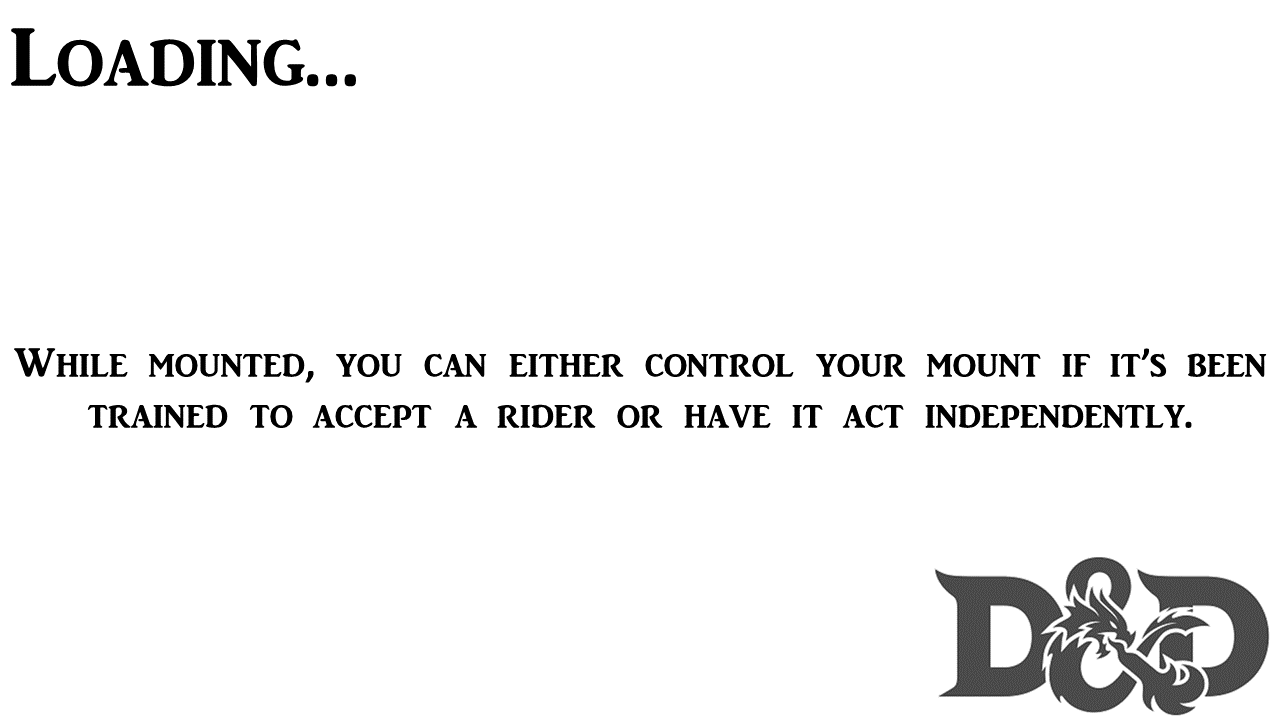 Loading...
While mounted, you can either control your mount if it's been
trained to accept a rider or have it act independently.
D&D